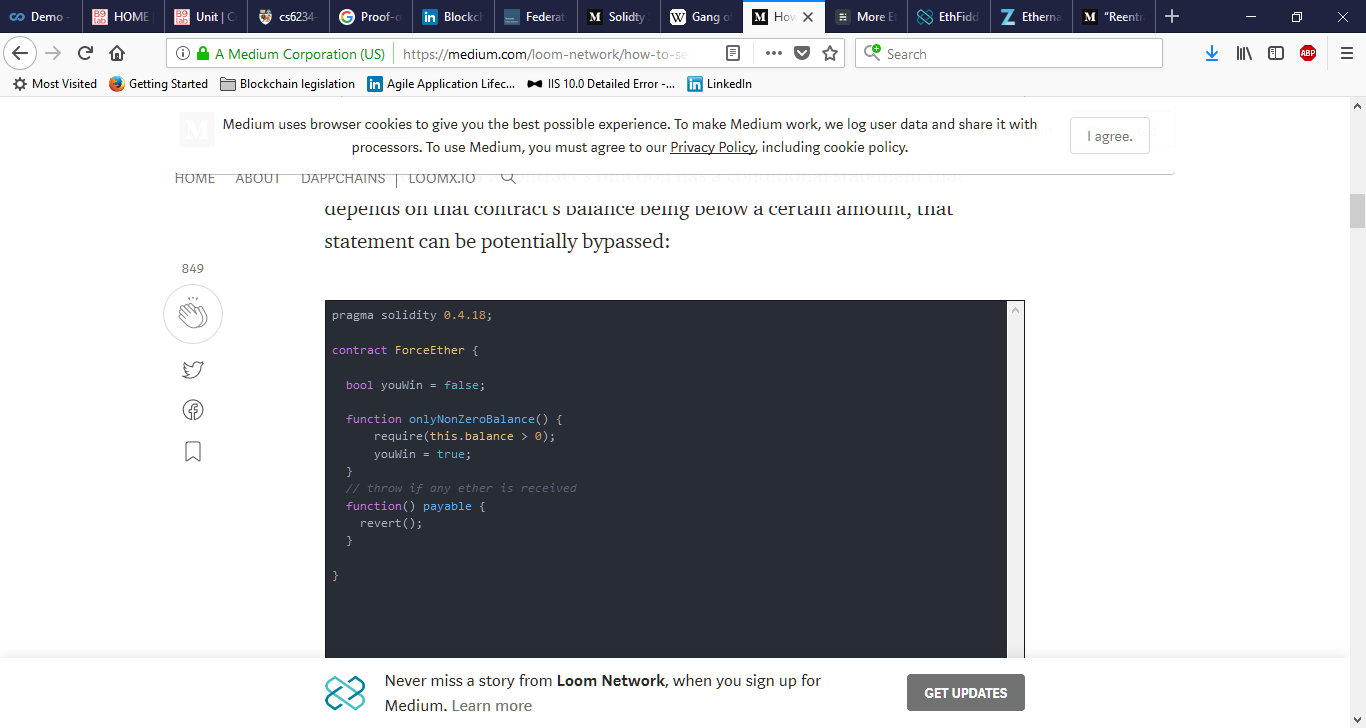 Demo -
HOME
Unit | C
cs6234-
Proof-o
Blockch
Federat
Solidty
Gang o
How
More Et
EthFidd
Etherna
"Reentr
A Medium Corporation (US)
https://medium.com/loom-network/how-to-se
Search
Most Visited
Getting Started
Blockchain legislation
Agile Application Lifec...
IIS 10.0 Detailed Error -...
LinkedIn
Medium uses browser cookies to give you the best possible experience. To make Medium work, we log user data and share it with
processors. To use Medium, you must agree to our Privacy Policy, including cookie policy.
I agree.
HOME ABOUT DAPPCHAINS | LOOMX.IO
depends on that contract's balance being below a certain amount, that
statement can be potentially bypassed:
849
pragma solidity 0.4.18;
contract ForceEther {
bool youWin = false;
function onlyNonZeroBalance() {
require(this.balance > 0);
youWin = true;
}
// throw if any ether is received
function() payable {
revert();
}
}
Never miss a story from Loom Network, when you sign up for
Medium. Learn more
GET UPDATES